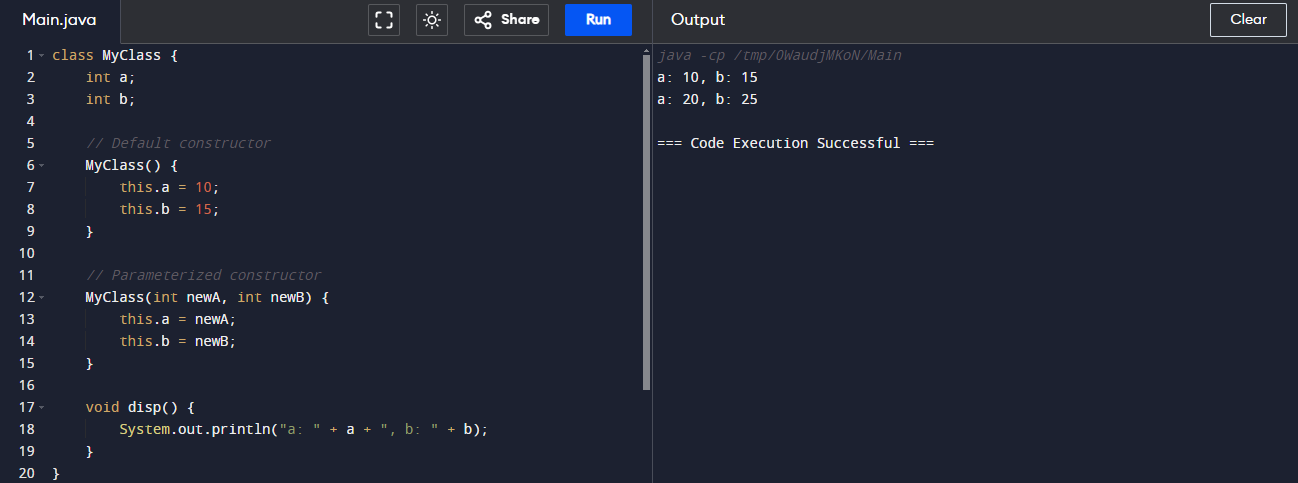 Main.java
Share
Run
Output
Clear
1 class MyClass {
2     int a;
3     int b;
4
5     // Default constructor
6     MyClass() {
7         this.a = 10;
8         this.b = 15;
9     }
10
11     // Parameterized constructor
12     MyClass(int newA, int newB) {
13         this.a = newA;
14         this.b = newB;
15     }
16
17     void disp() {
18         System.out.println("a: " + a + ", b: " + b);
19     }
20 }
java -cp /tmp/OWaudjMKoN/Main
a: 10, b: 15
a: 20, b: 25
=== Code Execution Successful ===